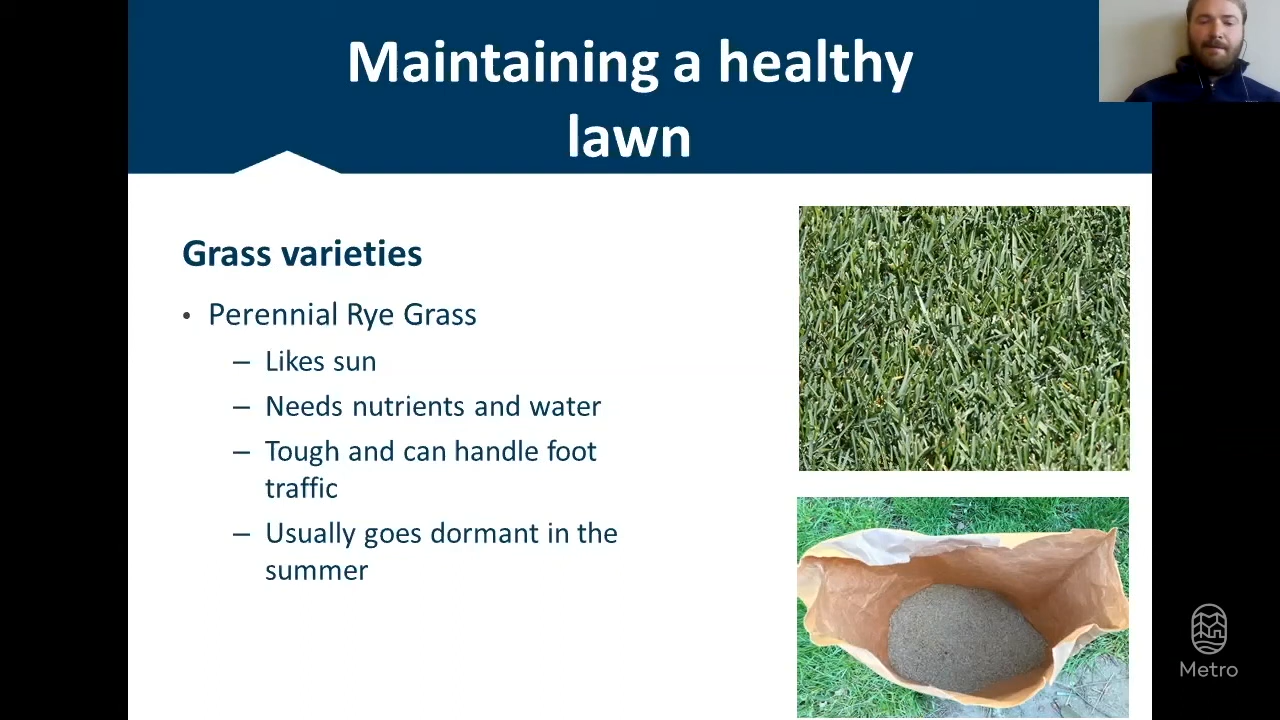 Maintaining a healthy
lawn
Grass varieties
• Perennial Rye Grass
– Likes sun
– Needs nutrients and water
– Tough and can handle foot
traffic
– Usually goes dormant in the
summer
Metro